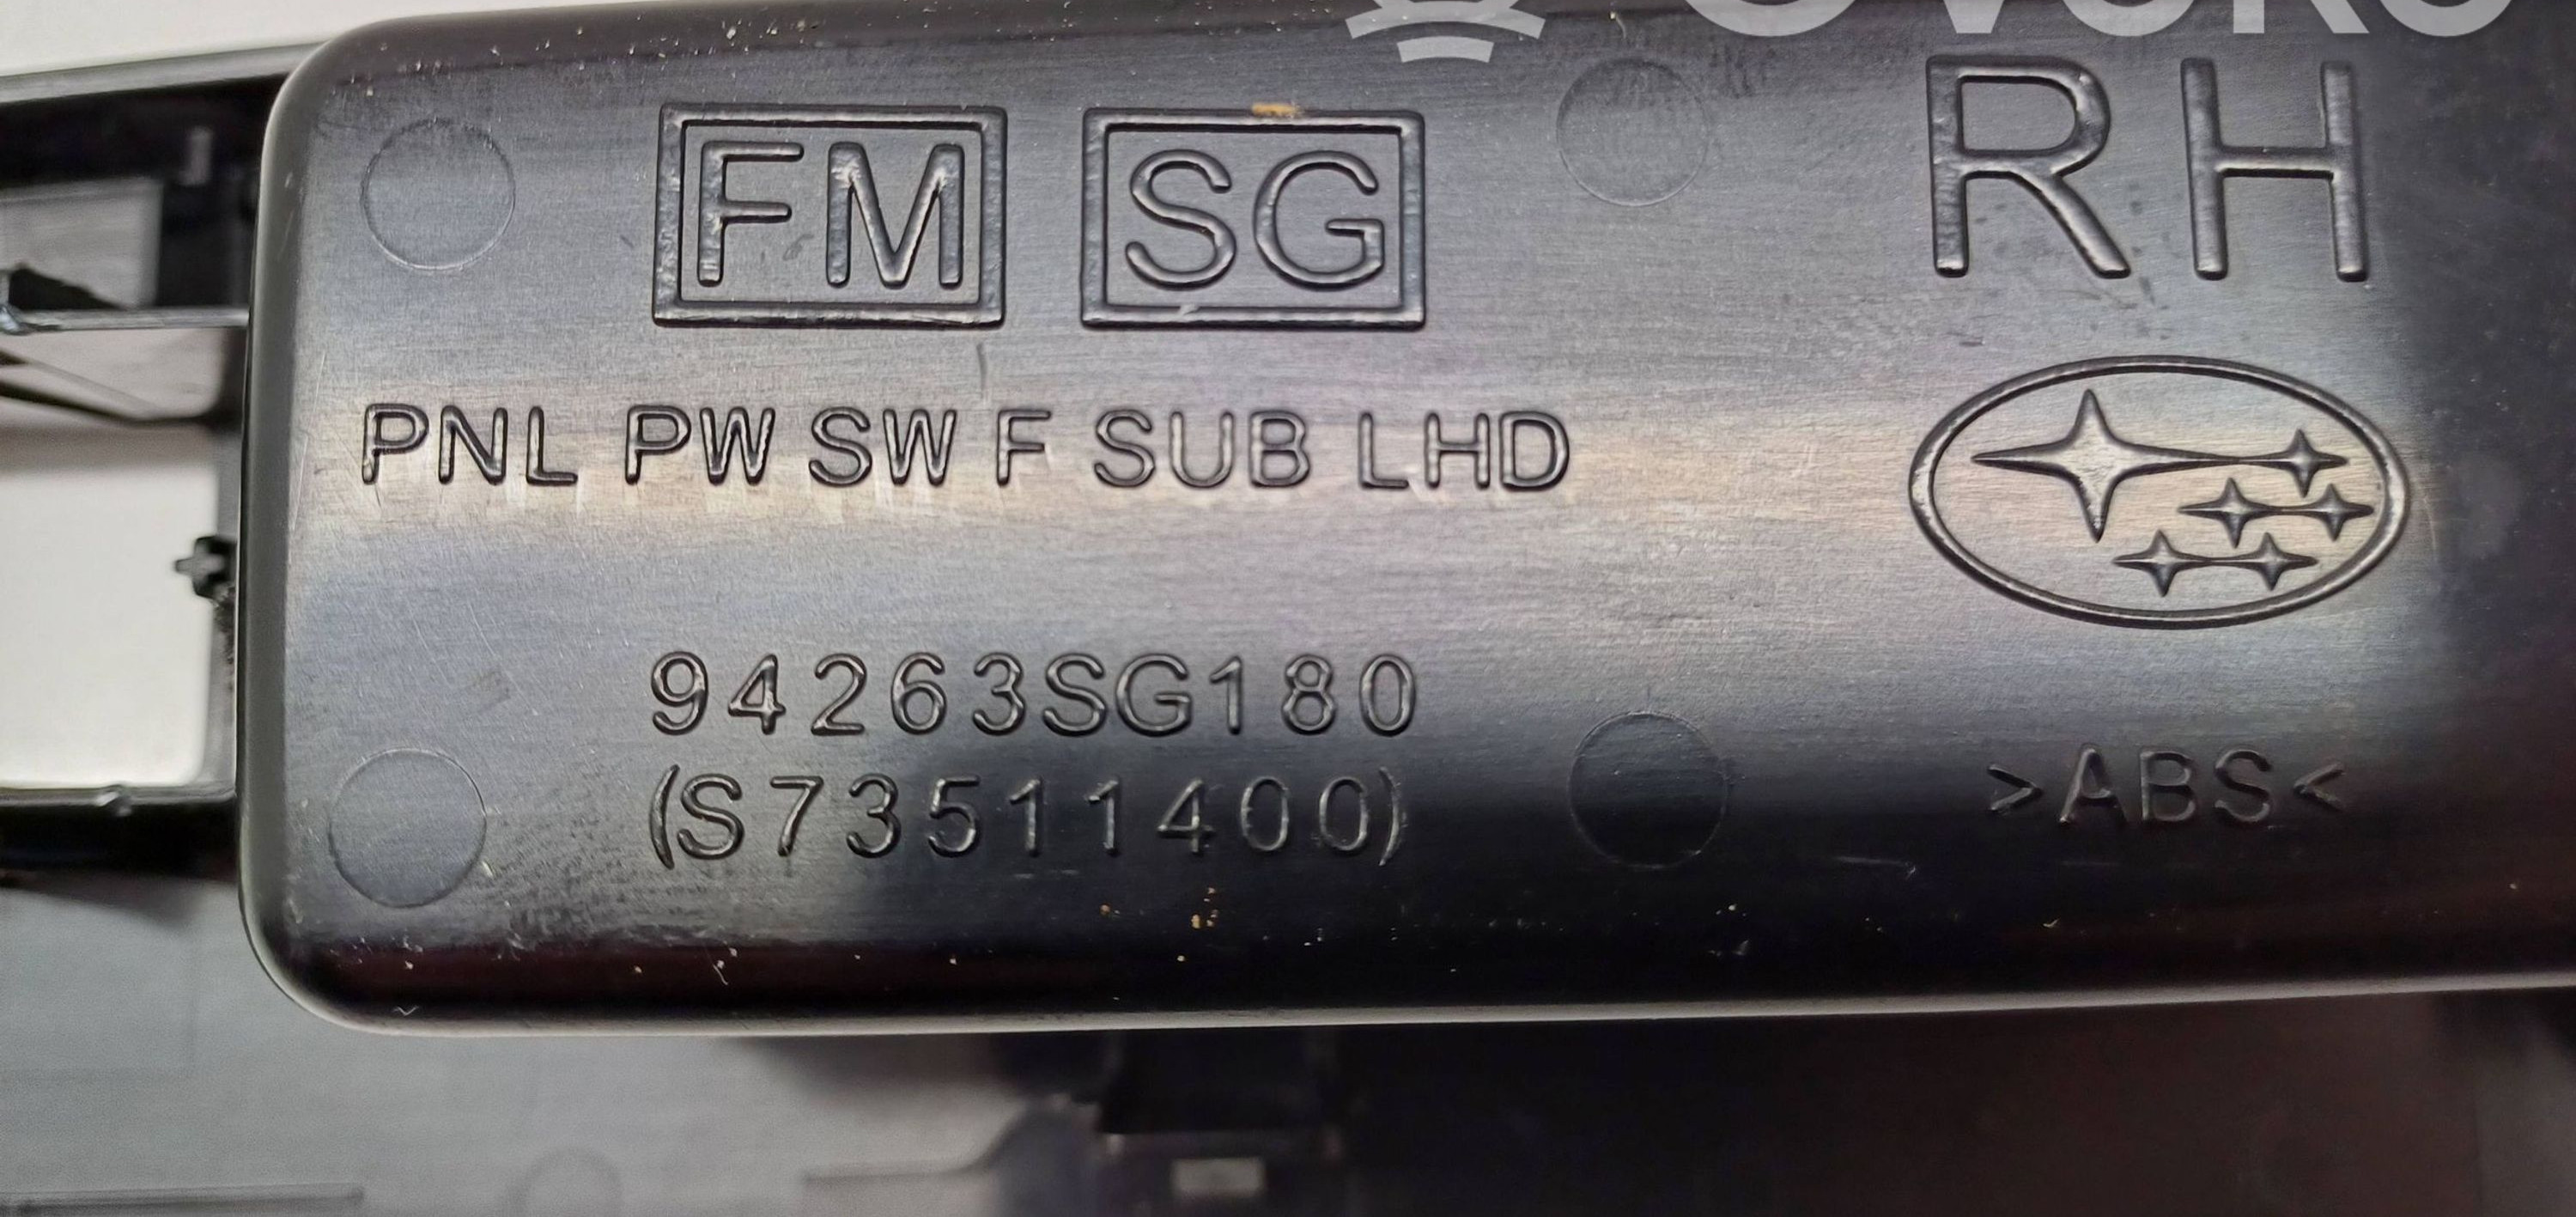 FM SG RH
PNL PW SW F SUB LHD
94263SG180
(S73511400)
>ABS<